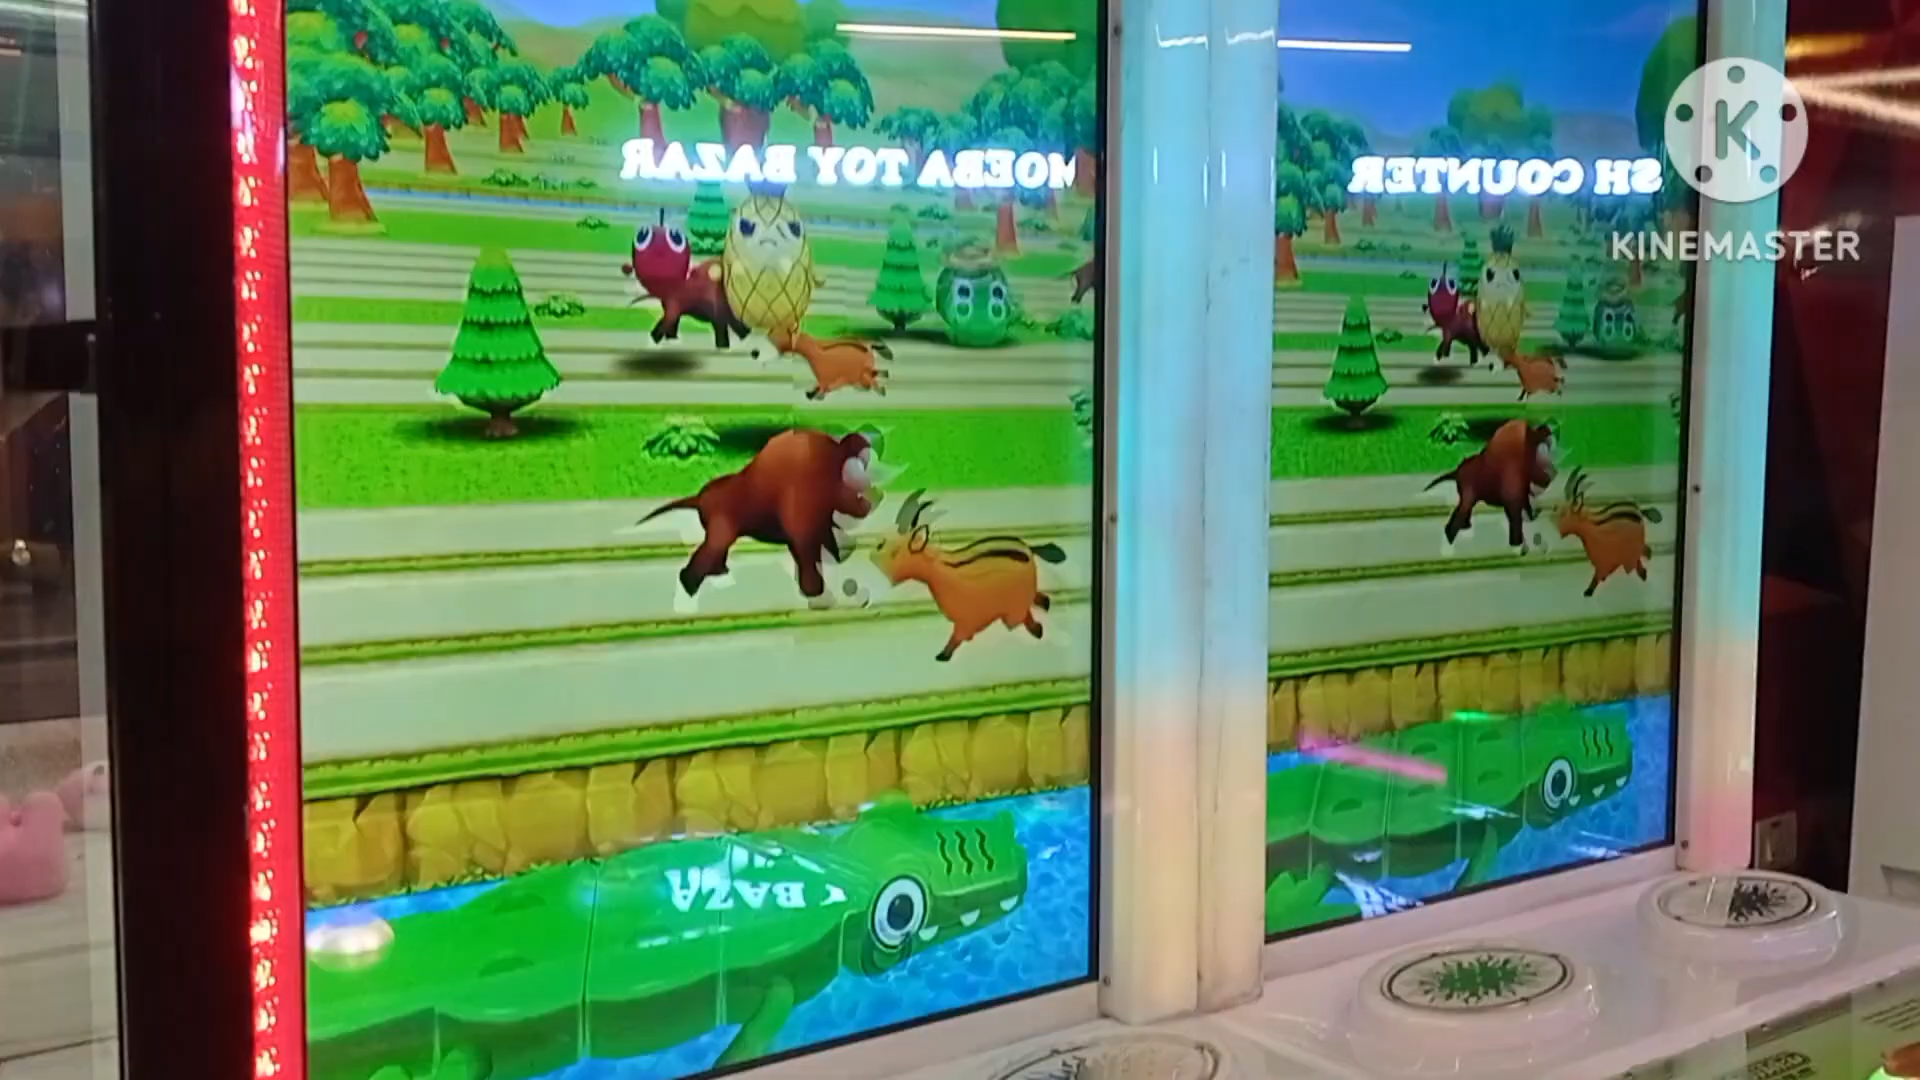 MOEBA TOY BAZAR
SH COUNTER
K
KINEMASTER
Y BAZA